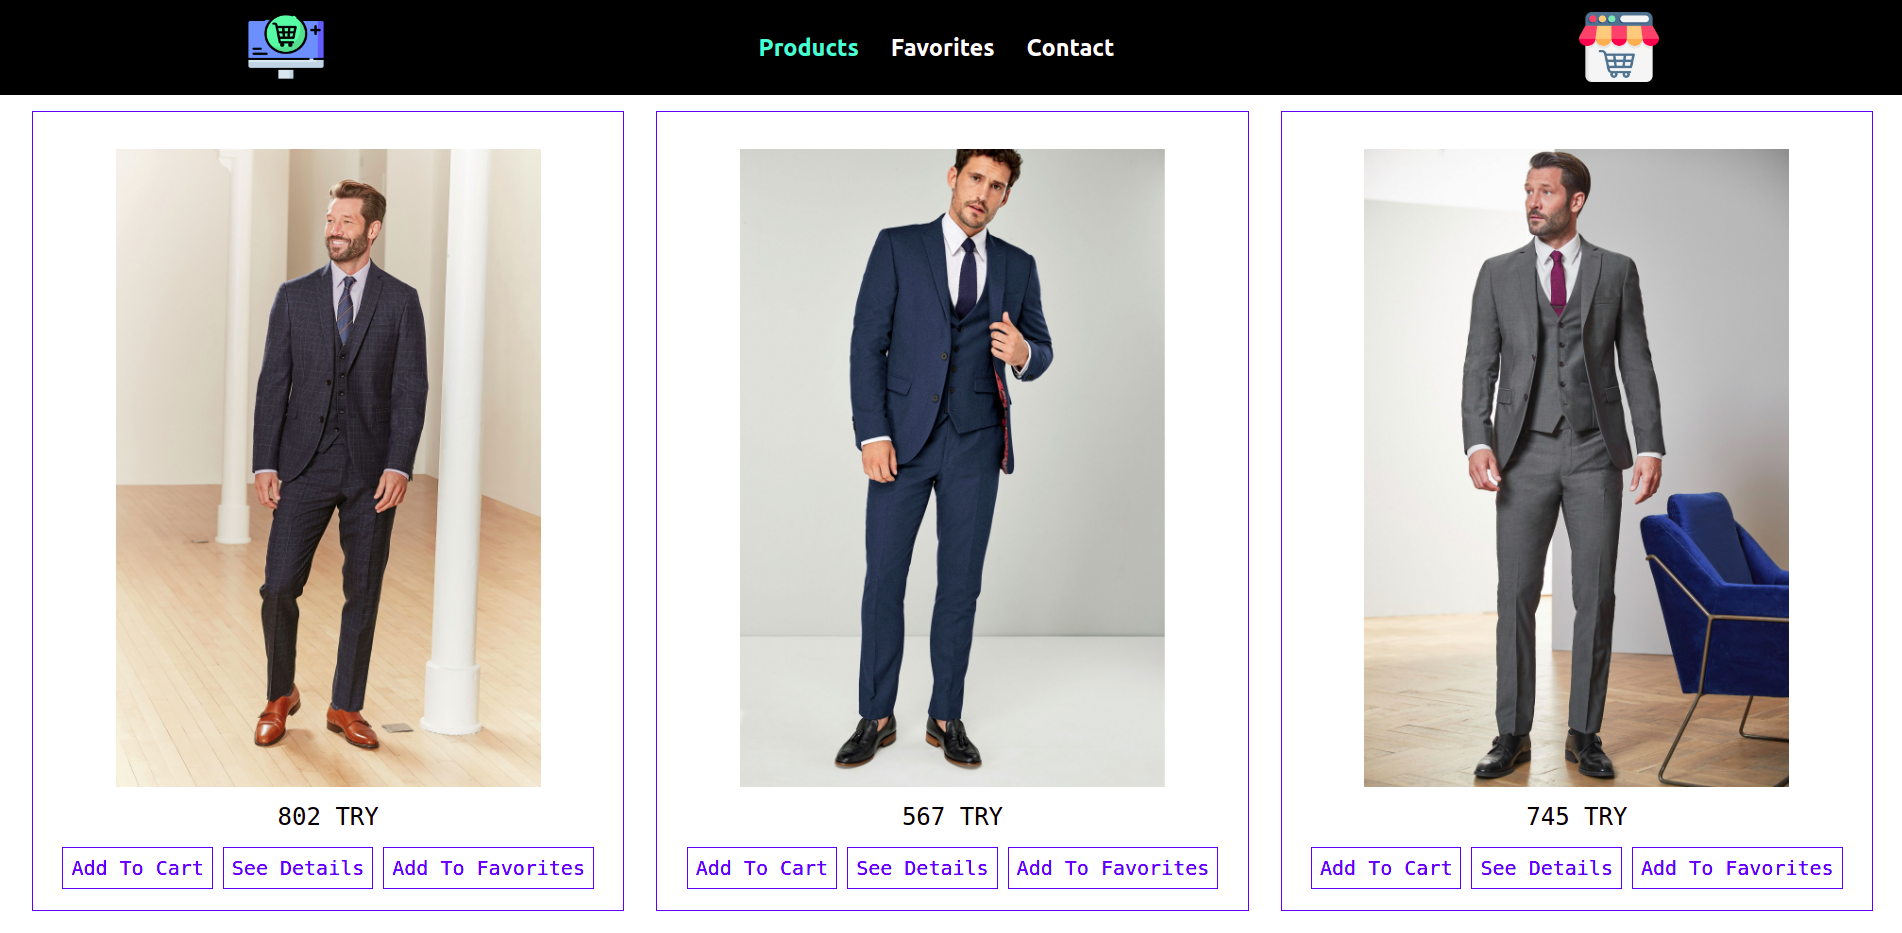 Products Favorites Contact
802 TRY
Add To Cart See Details Add To Favorites
567 TRY
Add To Cart See Details Add To Favorites
745 TRY
Add To Cart See Details Add To Favorites